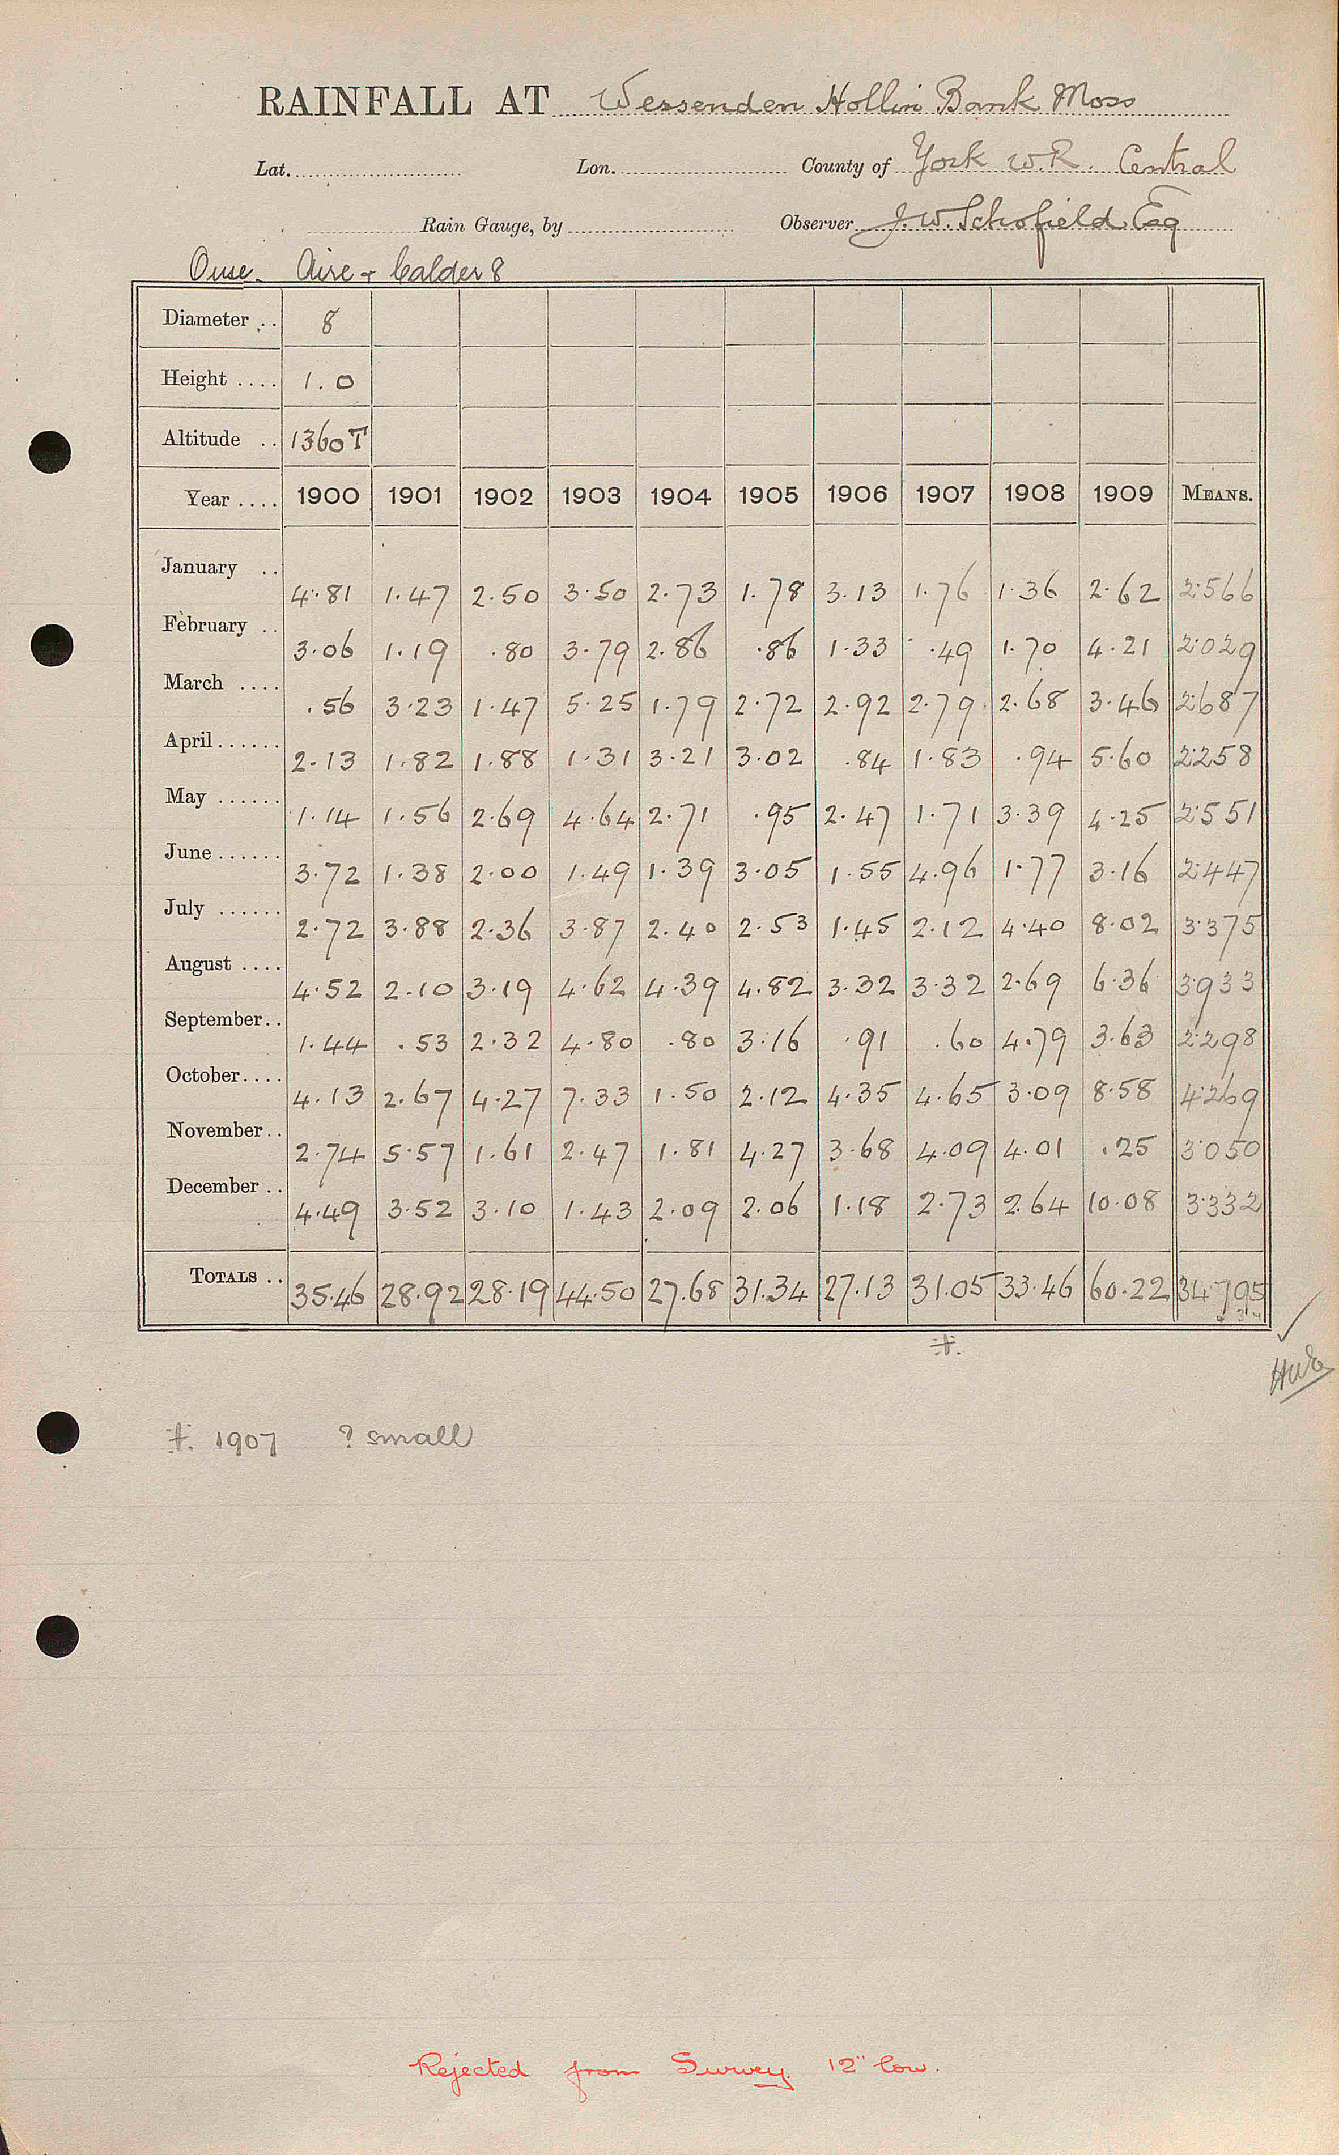 RAINFALL AT Wessenden Hollin Bank Moss
Lat. Lon. County of York W.R. Central
Rain Gauge, by Observer J. W. Schofield Esq
Ouse. Aire + Calder 8
Diameter .. 8
Height .... 1.0
Altitude .. 1360 T
Year .... 1900 1901 1902 1903 1904 1905 1906 1907 1908 1909 MEANS.
January .. 4.81 1.47 2.50 3.50 2.73 1.78 3.13 1.76 1.36 2.62 2.566
February .. 3.06 1.19 .80 3.79 2.86 .86 1.33 .49 1.70 4.21 2.029
March .... .56 3.23 1.47 5.25 1.79 2.72 2.92 2.79 2.68 3.46 2.687
April ...... 2.13 1.82 1.88 1.31 3.21 3.02 .84 1.83 .94 5.60 2.258
May ...... 1.14 1.56 2.69 4.64 2.71 .95 2.47 1.71 3.39 4.25 2.551
June ...... 3.72 1.38 2.00 1.49 1.39 3.05 1.55 4.96 1.77 3.16 2.447
July ...... 2.72 3.88 2.36 3.87 2.40 2.53 1.45 2.12 4.40 8.02 3.375
August .... 4.52 2.10 3.19 4.62 4.39 4.82 3.32 3.32 2.69 6.36 3.933
September.. 1.44 .53 2.32 4.80 .80 3.16 .91 .60 4.79 3.63 2.298
October.... 4.13 2.67 4.27 7.33 1.50 2.12 4.35 4.65 3.09 8.58 4.269
November.. 2.74 5.57 1.61 2.47 1.81 4.27 3.68 4.09 4.01 .25 3.050
December .. 4.49 3.52 3.10 1.43 2.09 2.06 1.18 2.73 2.64 10.08 3.332
TOTALS .. 35.46 28.92 28.19 44.50 27.68 31.34 27.13 31.05 33.46 60.22 34.795
‡.
‡. 1907 ? small
Rejected from Survey. 12" low.